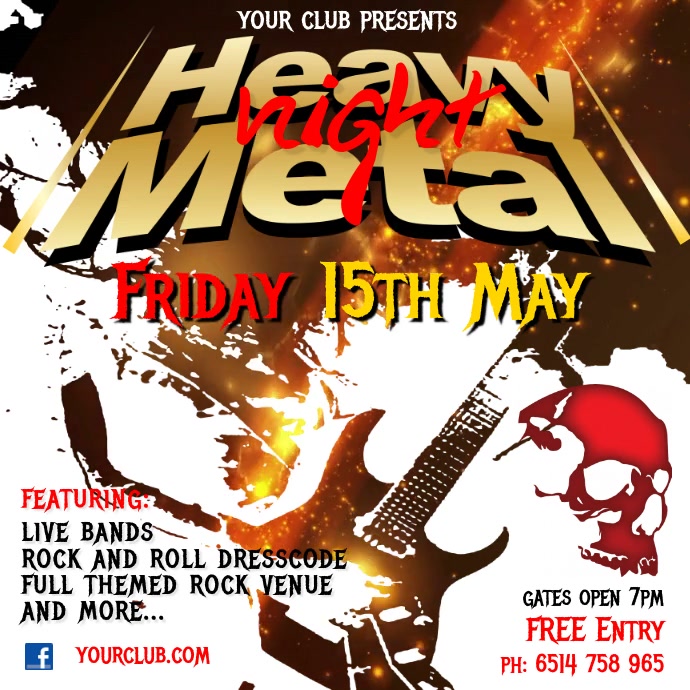 YOUR CLUB PRESENTS
Heavy
night
Metal
FRIDAY 15TH MAY
FEATURING:
LIVE BANDS
ROCK AND ROLL DRESSCODE
FULL THEMED ROCK VENUE
AND MORE...
f YOURCLUB.COM
GATES OPEN 7PM
FREE ENTRY
PH: 6514 758 965